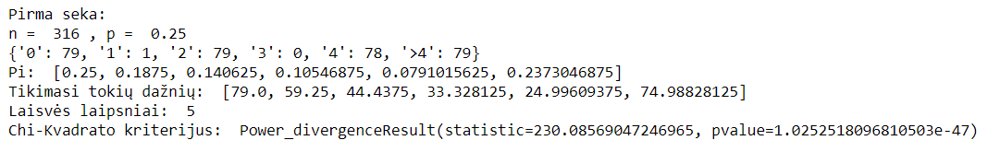 Pirma seka:
n =  316 , p =  0.25
{'0': 79, '1': 1, '2': 79, '3': 0, '4': 78, '>4': 79}
Pi:  [0.25, 0.1875, 0.140625, 0.10546875, 0.0791015625, 0.2373046875]
Tikimasi tokių dažnių:  [79.0, 59.25, 44.4375, 33.328125, 24.99609375, 74.98828125]
Laisvės laipsniai:  5
Chi-Kvadrato kriterijus:  Power_divergenceResult(statistic=230.08569047246965, pvalue=1.0252518096810503e-47)